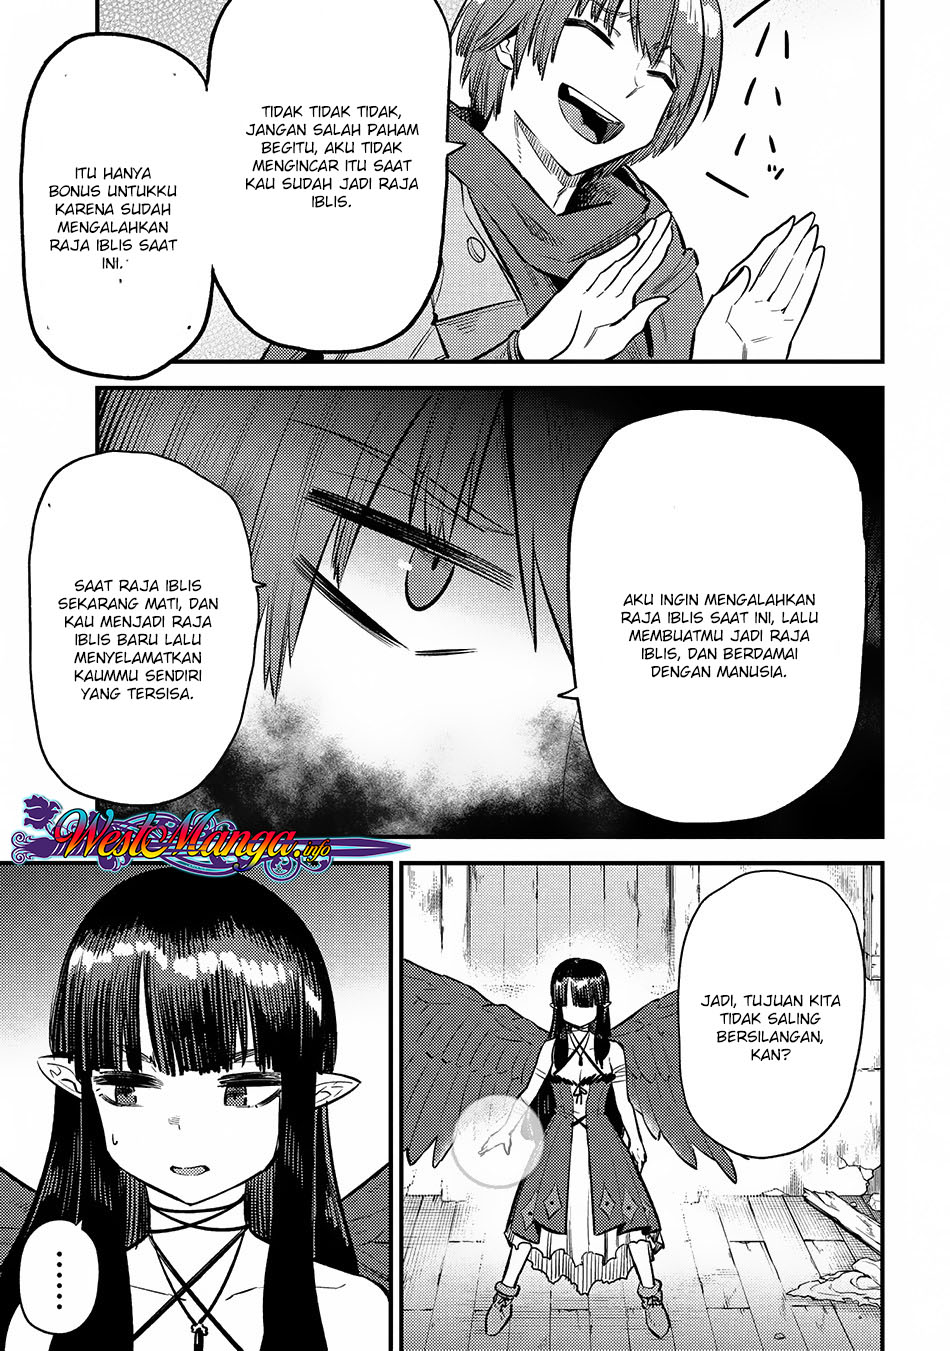 TIDAK TIDAK TIDAK,
JANGAN SALAH PAHAM
BEGITU, AKU TIDAK
MENGINCAR ITU SAAT
KAU SUDAH JADI RAJA
IBLIS.
ITU HANYA
BONUS UNTUKKU
KARENA SUDAH
MENGALAHKAN
RAJA IBLIS SAAT
INI.
ハハハ
AKU INGIN MENGALAHKAN
RAJA IBLIS SAAT INI, LALU
MEMBUATMU JADI RAJA
IBLIS, DAN BERDAMAI
DENGAN MANUSIA.
SAAT RAJA IBLIS
SEKARANG MATI, DAN
KAU MENJADI RAJA
IBLIS BARU LALU
MENYELAMATKAN
KAUMMU SENDIRI
YANG TERSISA.
WestManga.info
JADI, TUJUAN KITA
TIDAK SALING
BERSILANGAN,
KAN?
......